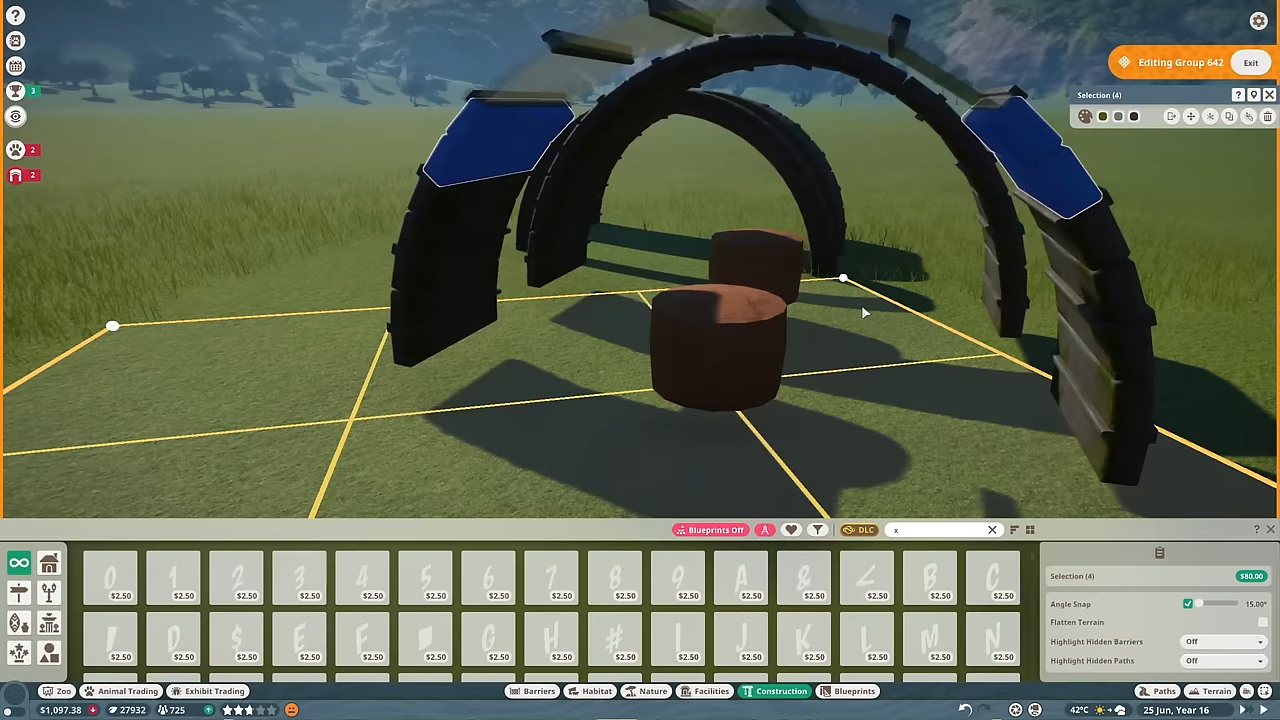 ?
3
2
2
Editing Group 642 Exit
Selection (4) ?
Blueprints Off DLC x ?
0 $2.50 1 $2.50 2 $2.50 3 $2.50 4 $2.50 5 $2.50 6 $2.50 7 $2.50 8 $2.50 9 $2.50 A $2.50 & $2.50 < $2.50 B $2.50 C $2.50
$2.50 D $2.50 $ $2.50 E $2.50 F $2.50 $2.50 G $2.50 H $2.50 # $2.50 I $2.50 J $2.50 K $2.50 L $2.50 M $2.50 N $2.50
Selection (4) $80.00
Angle Snap 15.00°
Flatten Terrain
Highlight Hidden Barriers Off
Highlight Hidden Paths Off
Zoo Animal Trading Exhibit Trading Barriers Habitat Nature Facilities Construction Blueprints Paths Terrain
$1,097.38 27932 725 42°C 25 Jun, Year 16